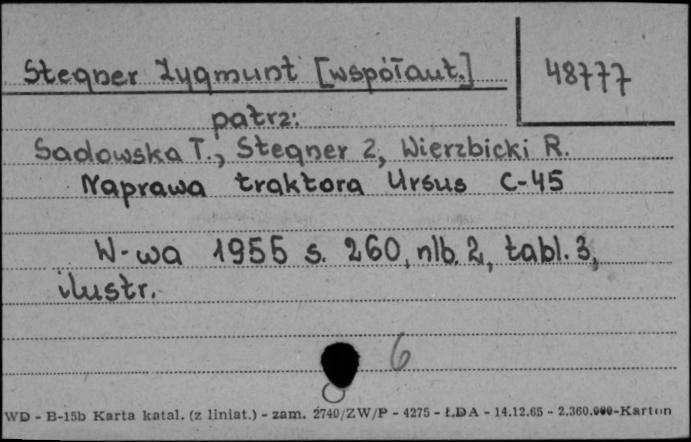 Stegner Zygmunt [współaut.]
48777
patrz:
Sadowska T., Stegner Z, Wierzbicki R.
Naprawa traktora Ursus C-45
W-wa 1955 s. 260, nlb. 2, tabl. 3,
ilustr.
6
WD - B-15b Karta katal. (z liniat.) - zam. 2740/ZW/P - 4275 - ŁDA - 14.12.65 - 2.360.000-Karton